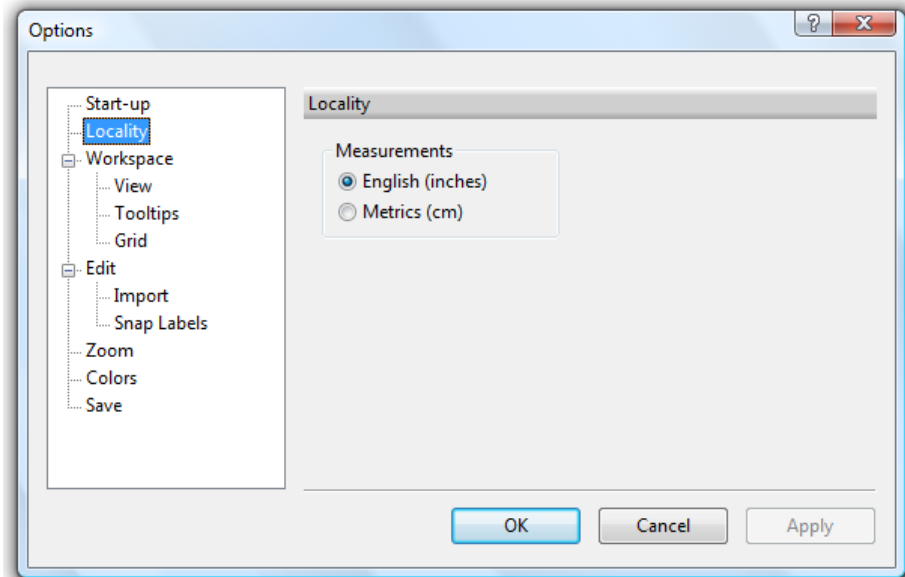 Options
Start-up
Locality
Workspace
View
Tooltips
Grid
Edit
Import
Snap Labels
Zoom
Colors
Save
Locality
Measurements
English (inches)
Metrics (cm)
OK
Cancel
Apply